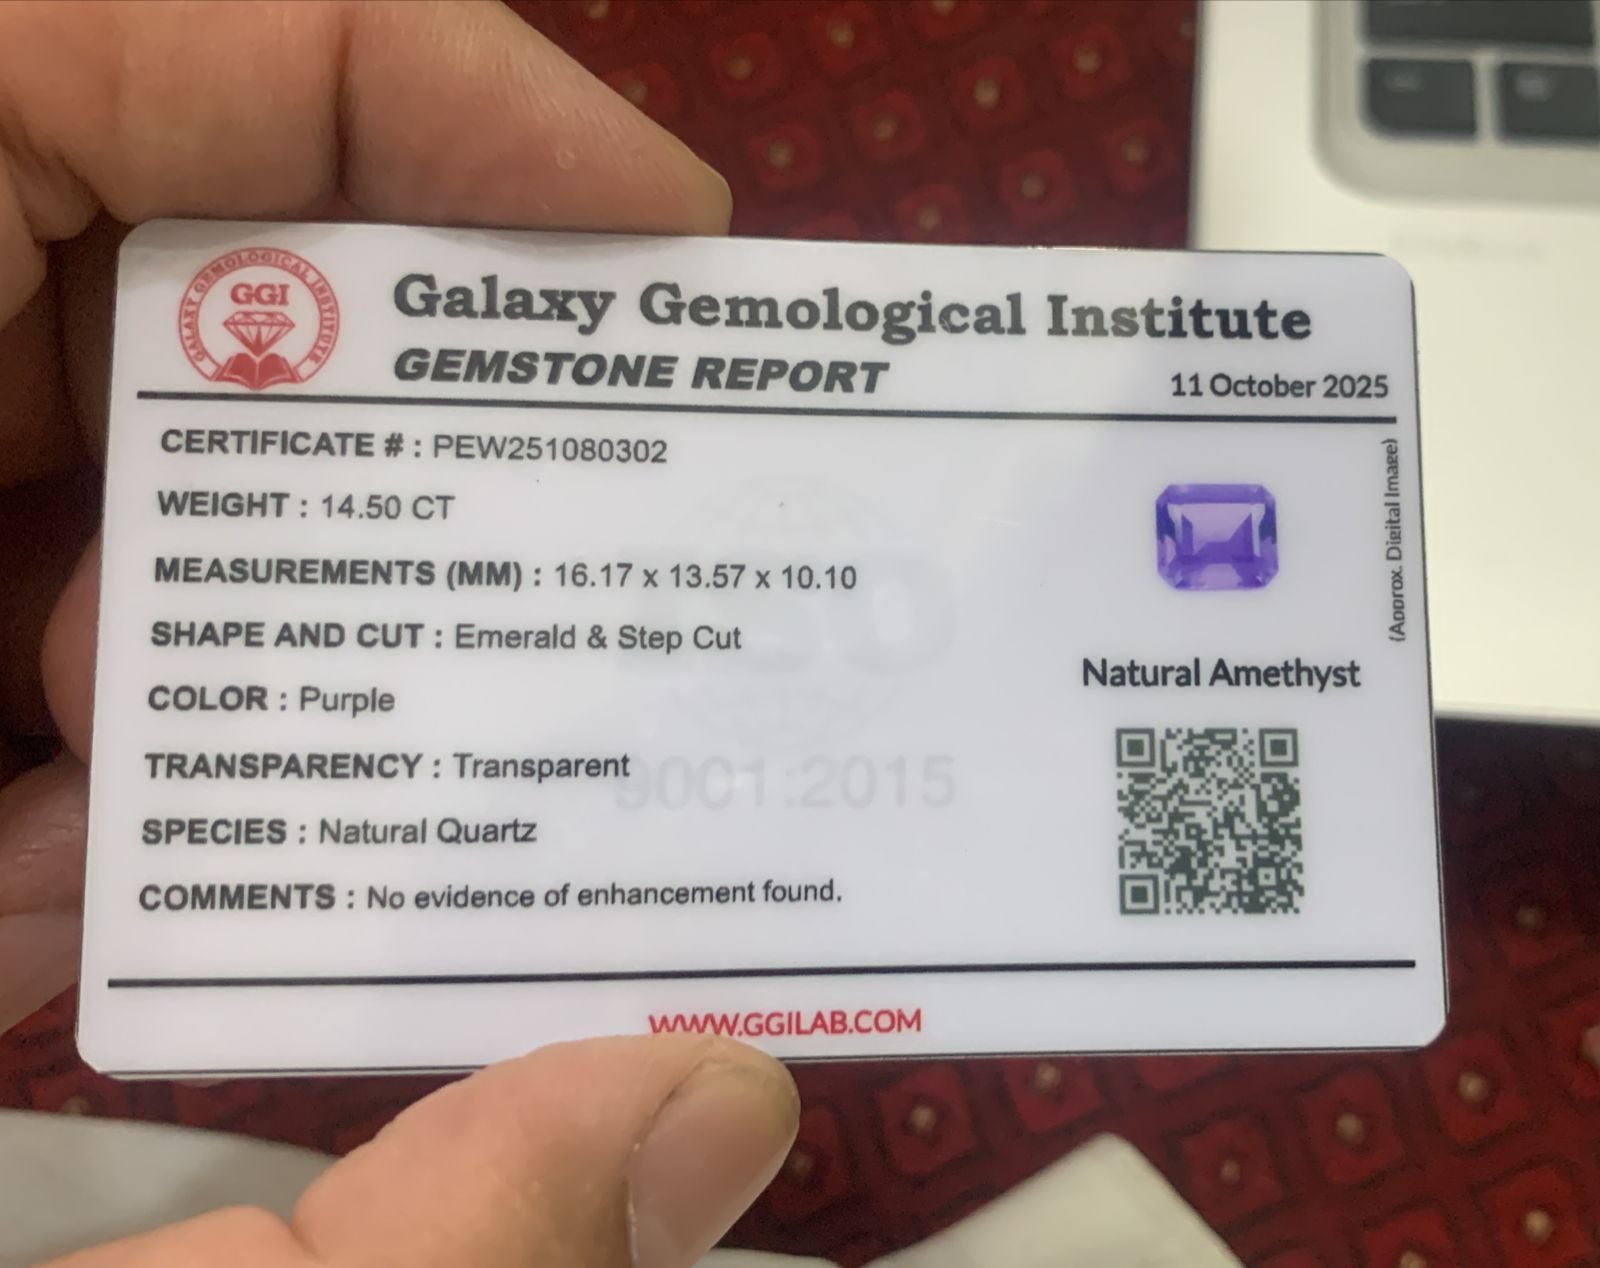 GALAXY GEMOLOGICAL INSTITUTE
GGI
Galaxy Gemological Institute
GEMSTONE REPORT
11 October 2025
CERTIFICATE # : PEW251080302
WEIGHT : 14.50 CT
MEASUREMENTS (MM) : 16.17 x 13.57 x 10.10
SHAPE AND CUT : Emerald & Step Cut
COLOR : Purple
TRANSPARENCY : Transparent
SPECIES : Natural Quartz
COMMENTS : No evidence of enhancement found.
(Approx. Digital Image)
Natural Amethyst
ISO
9001:2015
WWW.GGILAB.COM